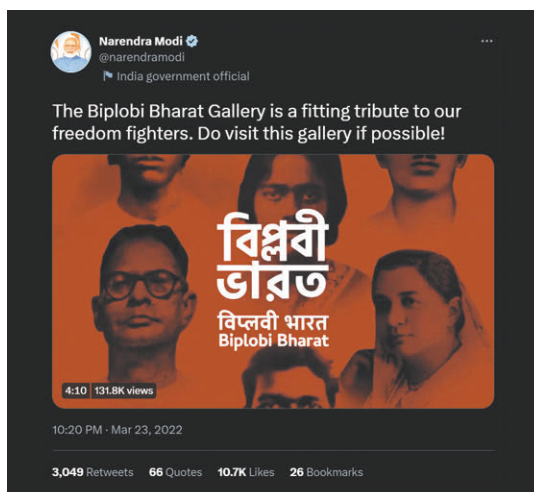 Narendra Modi
@narendramodi
India government official
The Biplobi Bharat Gallery is a fitting tribute to our
freedom fighters. Do visit this gallery if possible!
বিপ্লবী
ভারত
विप्लवी भारत
Biplobi Bharat
4:10 131.8K views
10:20 PM · Mar 23, 2022
3,049 Retweets 66 Quotes 10.7K Likes 26 Bookmarks